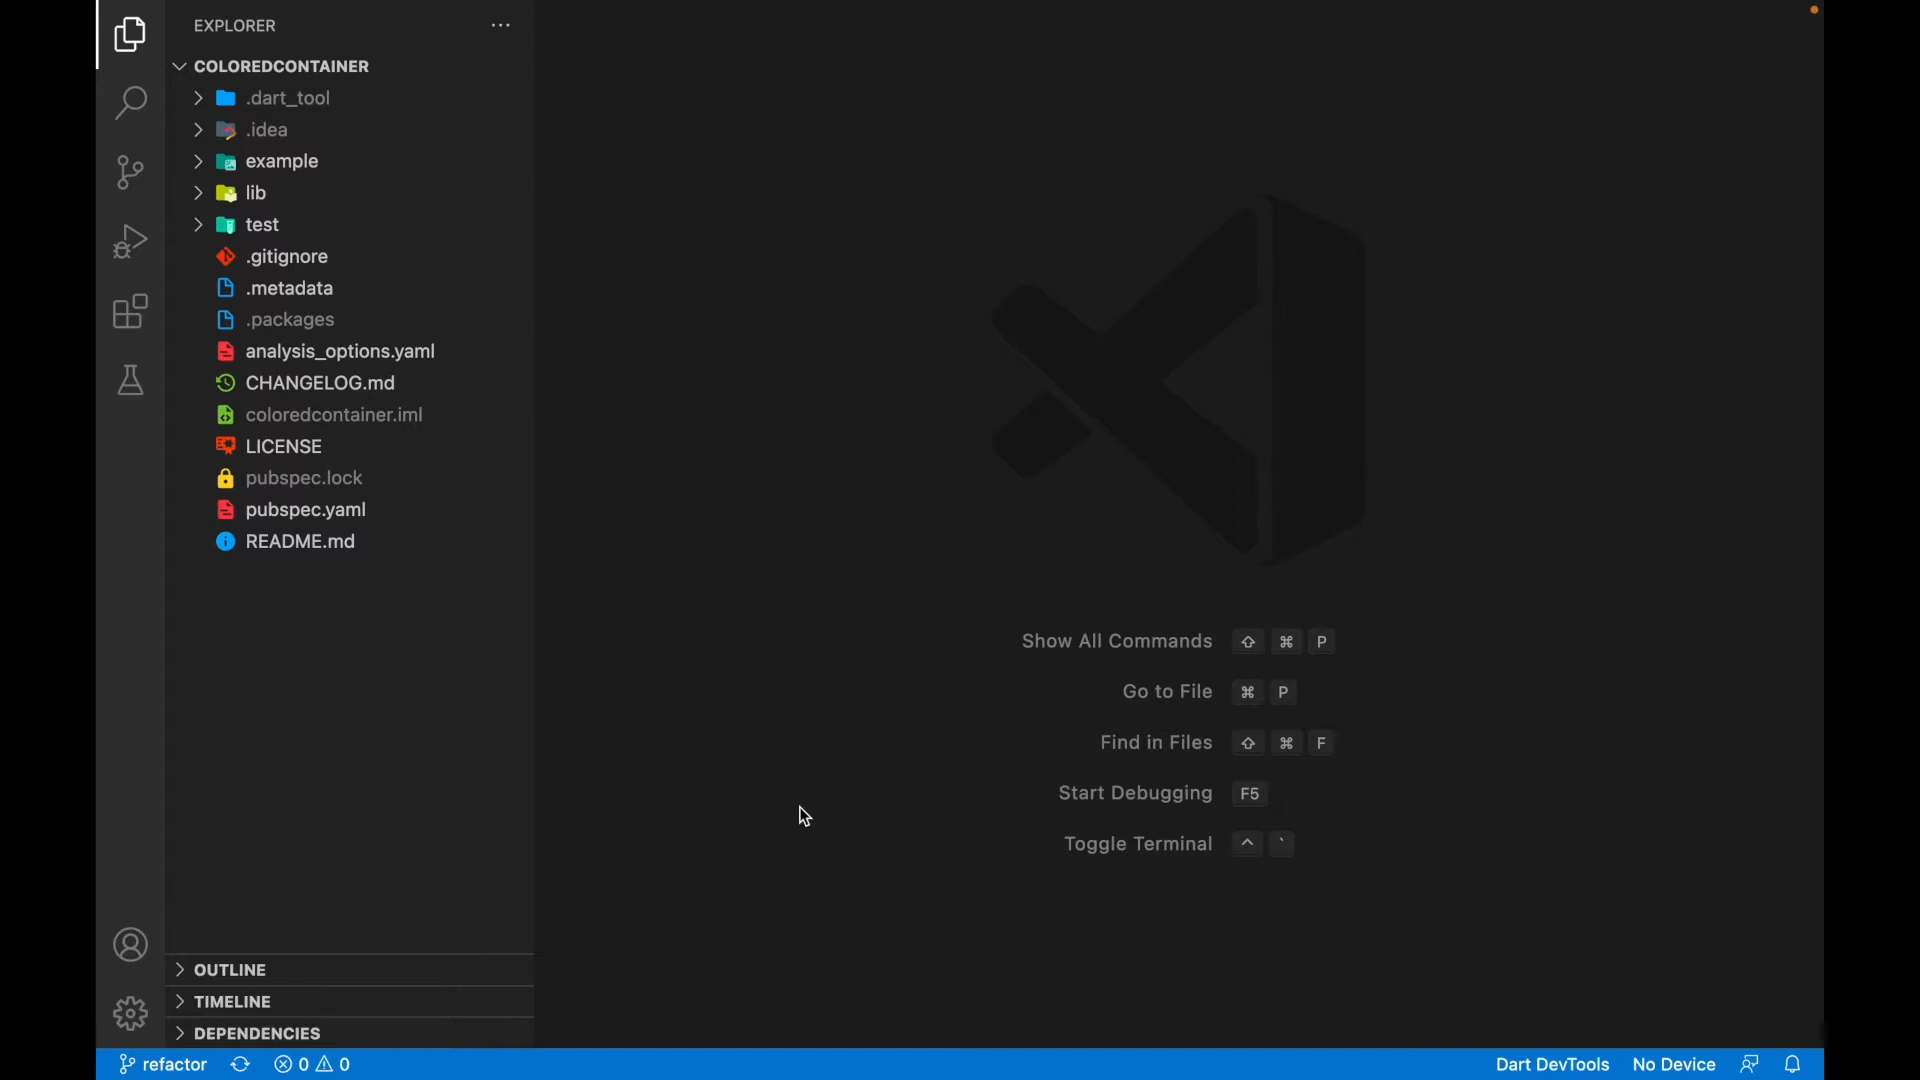 EXPLORER
COLOREDCONTAINER
.dart_tool
.idea
example
lib
test
.gitignore
.metadata
.packages
analysis_options.yaml
CHANGELOG.md
coloredcontainer.iml
LICENSE
pubspec.lock
pubspec.yaml
README.md
Show All Commands ⇧ ⌘ P
Go to File ⌘ P
Find in Files ⇧ ⌘ F
Start Debugging F5
Toggle Terminal ^ `
OUTLINE
TIMELINE
DEPENDENCIES
refactor 0 0 Dart DevTools No Device